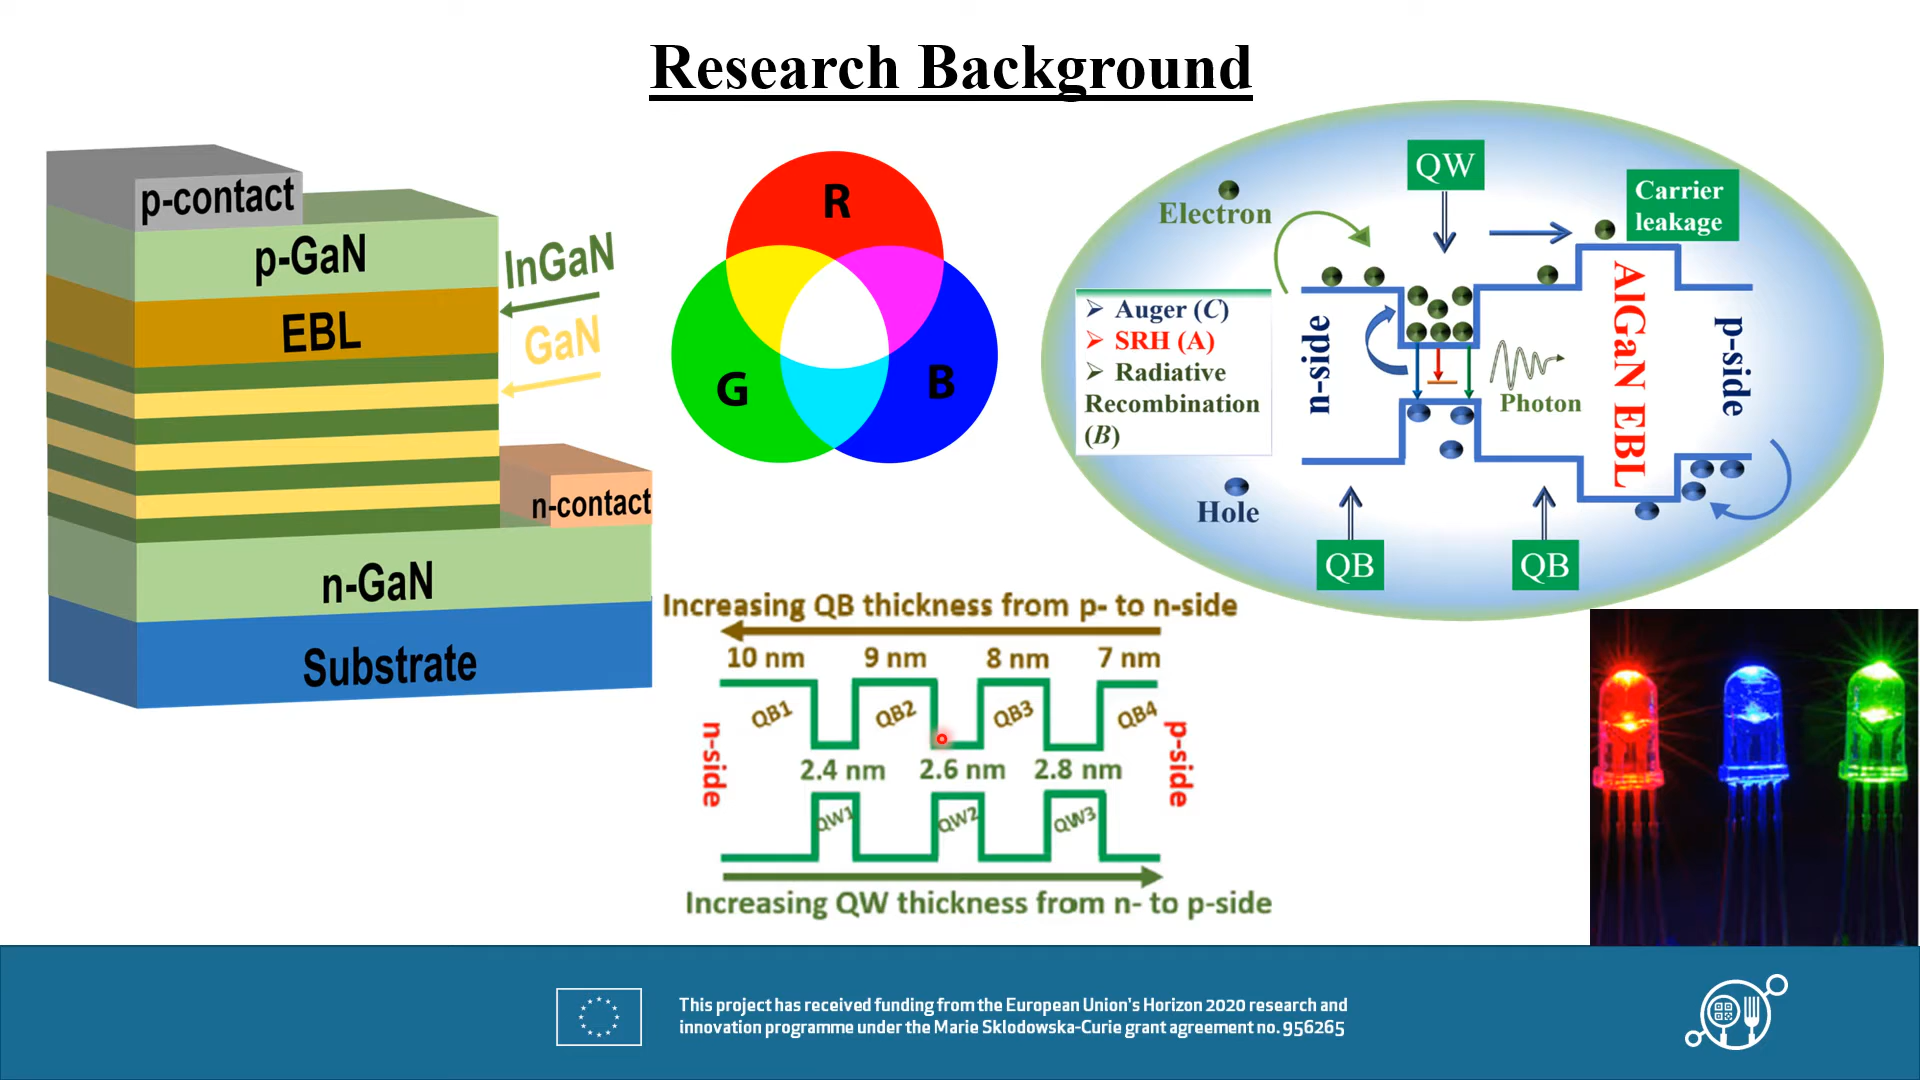 Research Background
p-contact
p-GaN
EBL
InGaN
GaN
n-contact
n-GaN
Substrate
R
G
B
QW
Carrier
leakage
Electron
➢ Auger (C)
➢ SRH (A)
➢ Radiative
Recombination
(B)
n-side
Photon
AlGaN EBL
p-side
Hole
QB
QB
Increasing QB thickness from p- to n-side
10 nm 9 nm 8 nm 7 nm
QB1 QB2 QB3 QB4
n-side
p-side
2.4 nm 2.6 nm 2.8 nm
QW1 QW2 QW3
Increasing QW thickness from n- to p-side
This project has received funding from the European Union's Horizon 2020 research and
innovation programme under the Marie Sklodowska-Curie grant agreement no. 956265